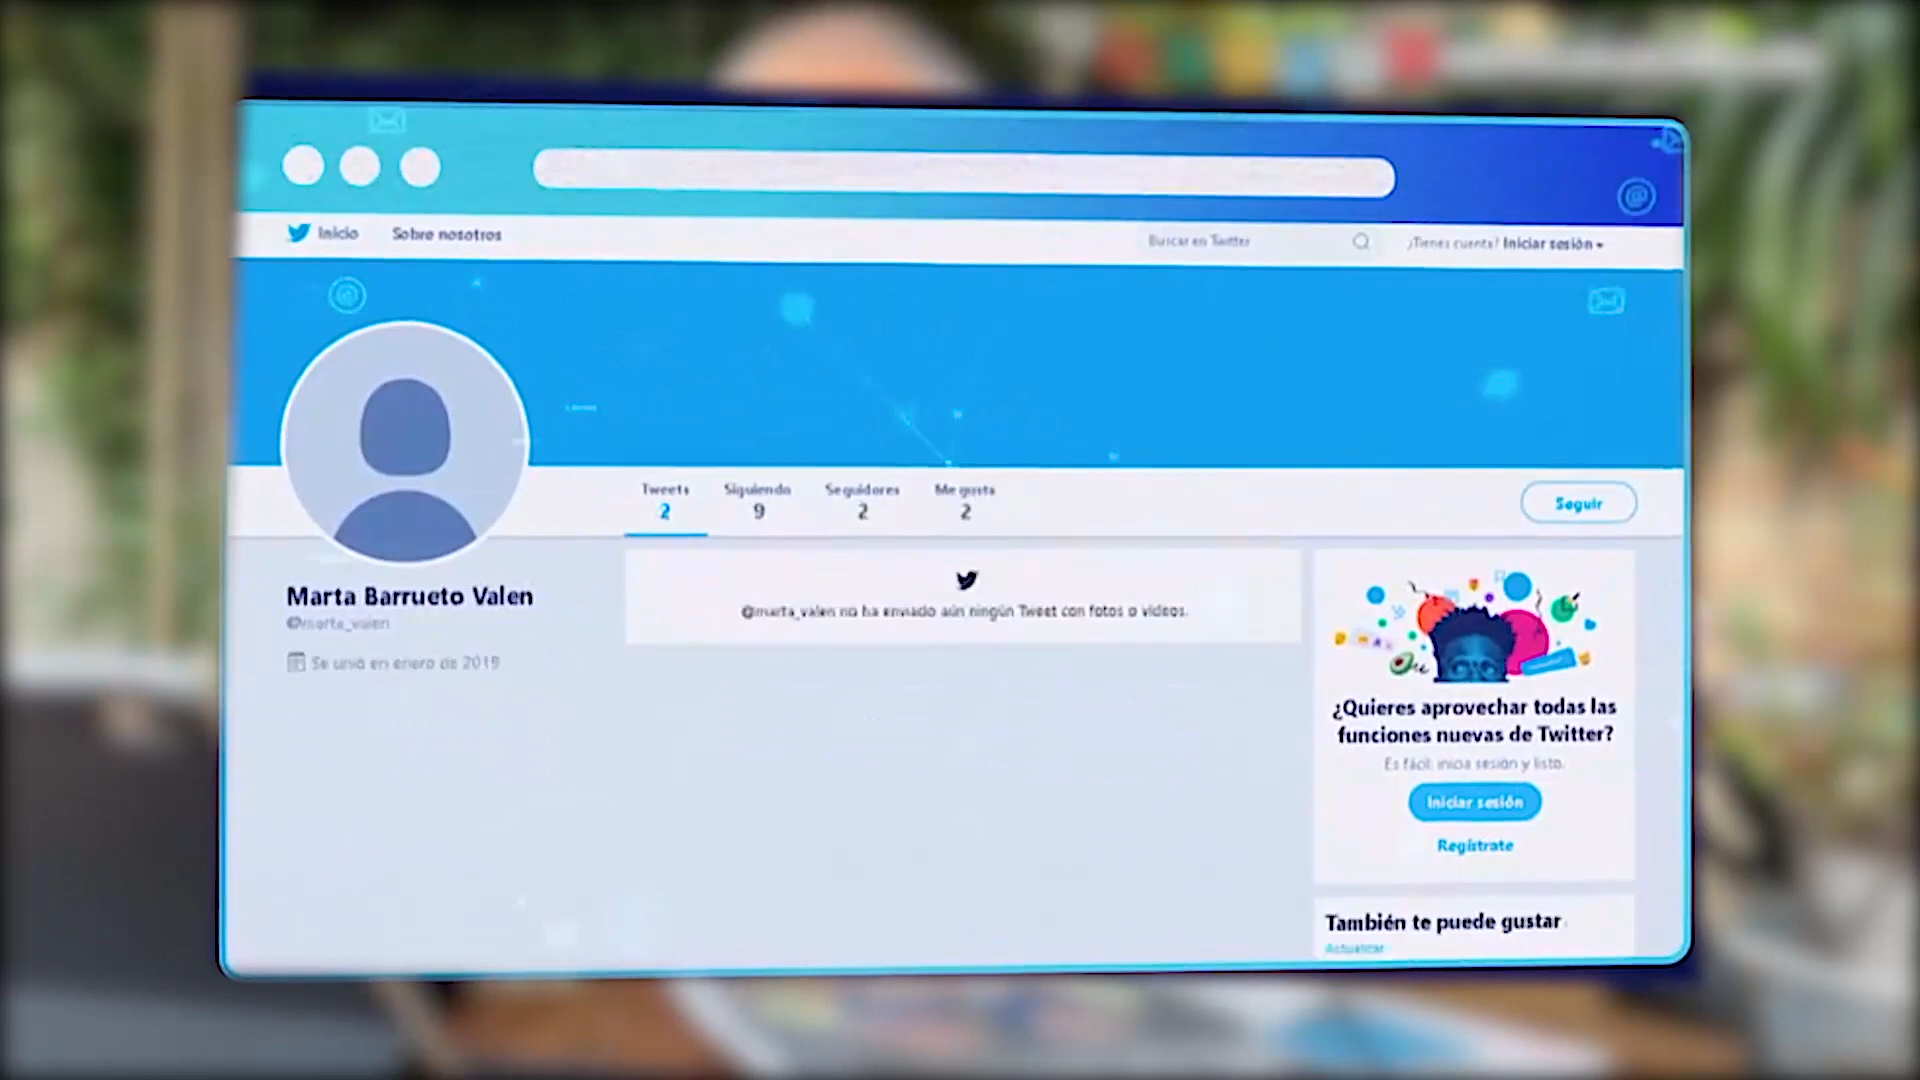 Inicio
Sobre nosotros
Buscar en Twitter
¿Tienes cuenta? Iniciar sesión
Tweets
2
Siguiendo
9
Seguidores
2
Me gusta
2
Seguir
Marta Barrueto Valen
@marta_valen
Se unió en enero de 2019
@marta_valen no ha enviado aún ningún Tweet con fotos o videos.
¿Quieres aprovechar todas las
funciones nuevas de Twitter?
Es fácil: inicia sesión y listo.
Iniciar sesión
Regístrate
También te puede gustar
Actualizar